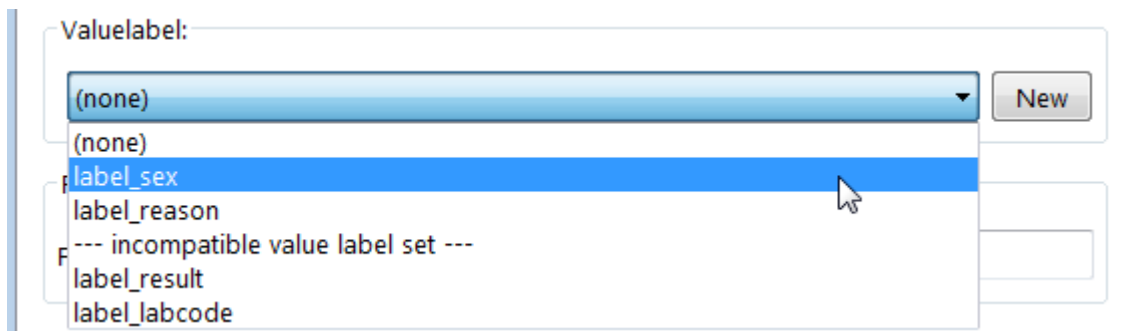 Valuelabel:
(none)
New
(none)
label_sex
label_reason
--- incompatible value label set ---
label_result
label_labcode